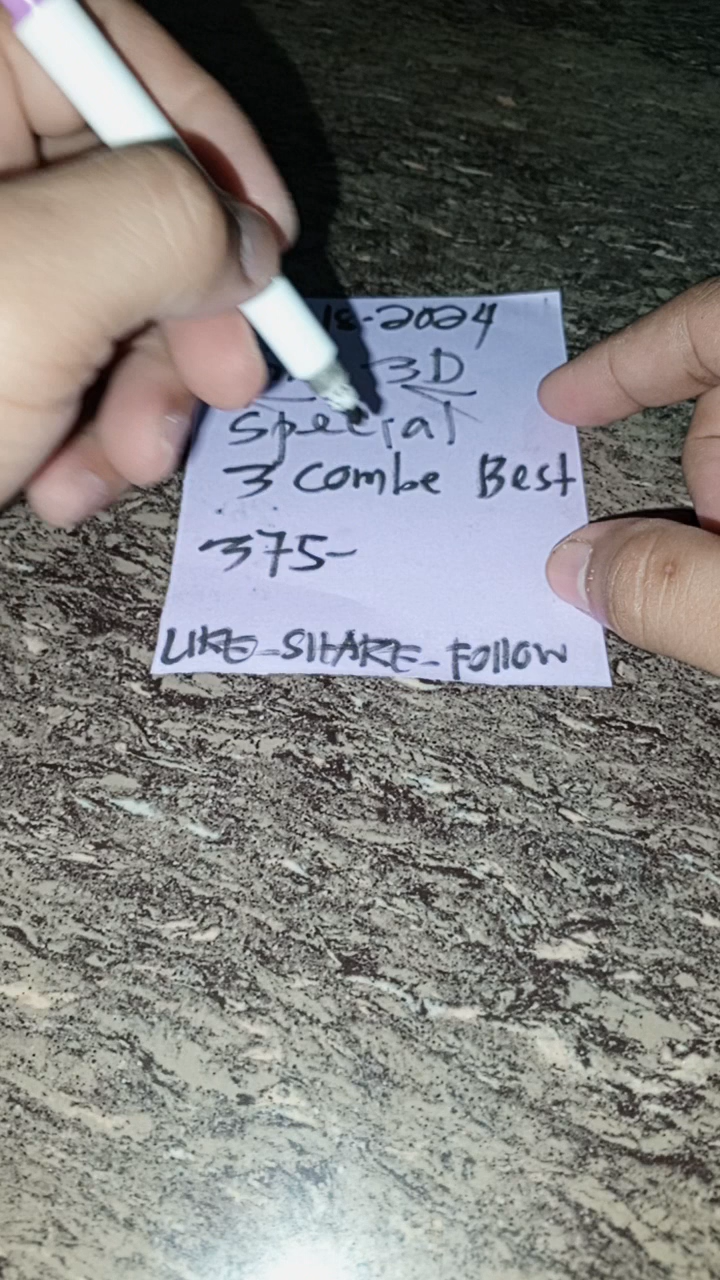 18-2024
3D
Special
3 combe Best
375-
LIKE-SHARE-FOLLOW